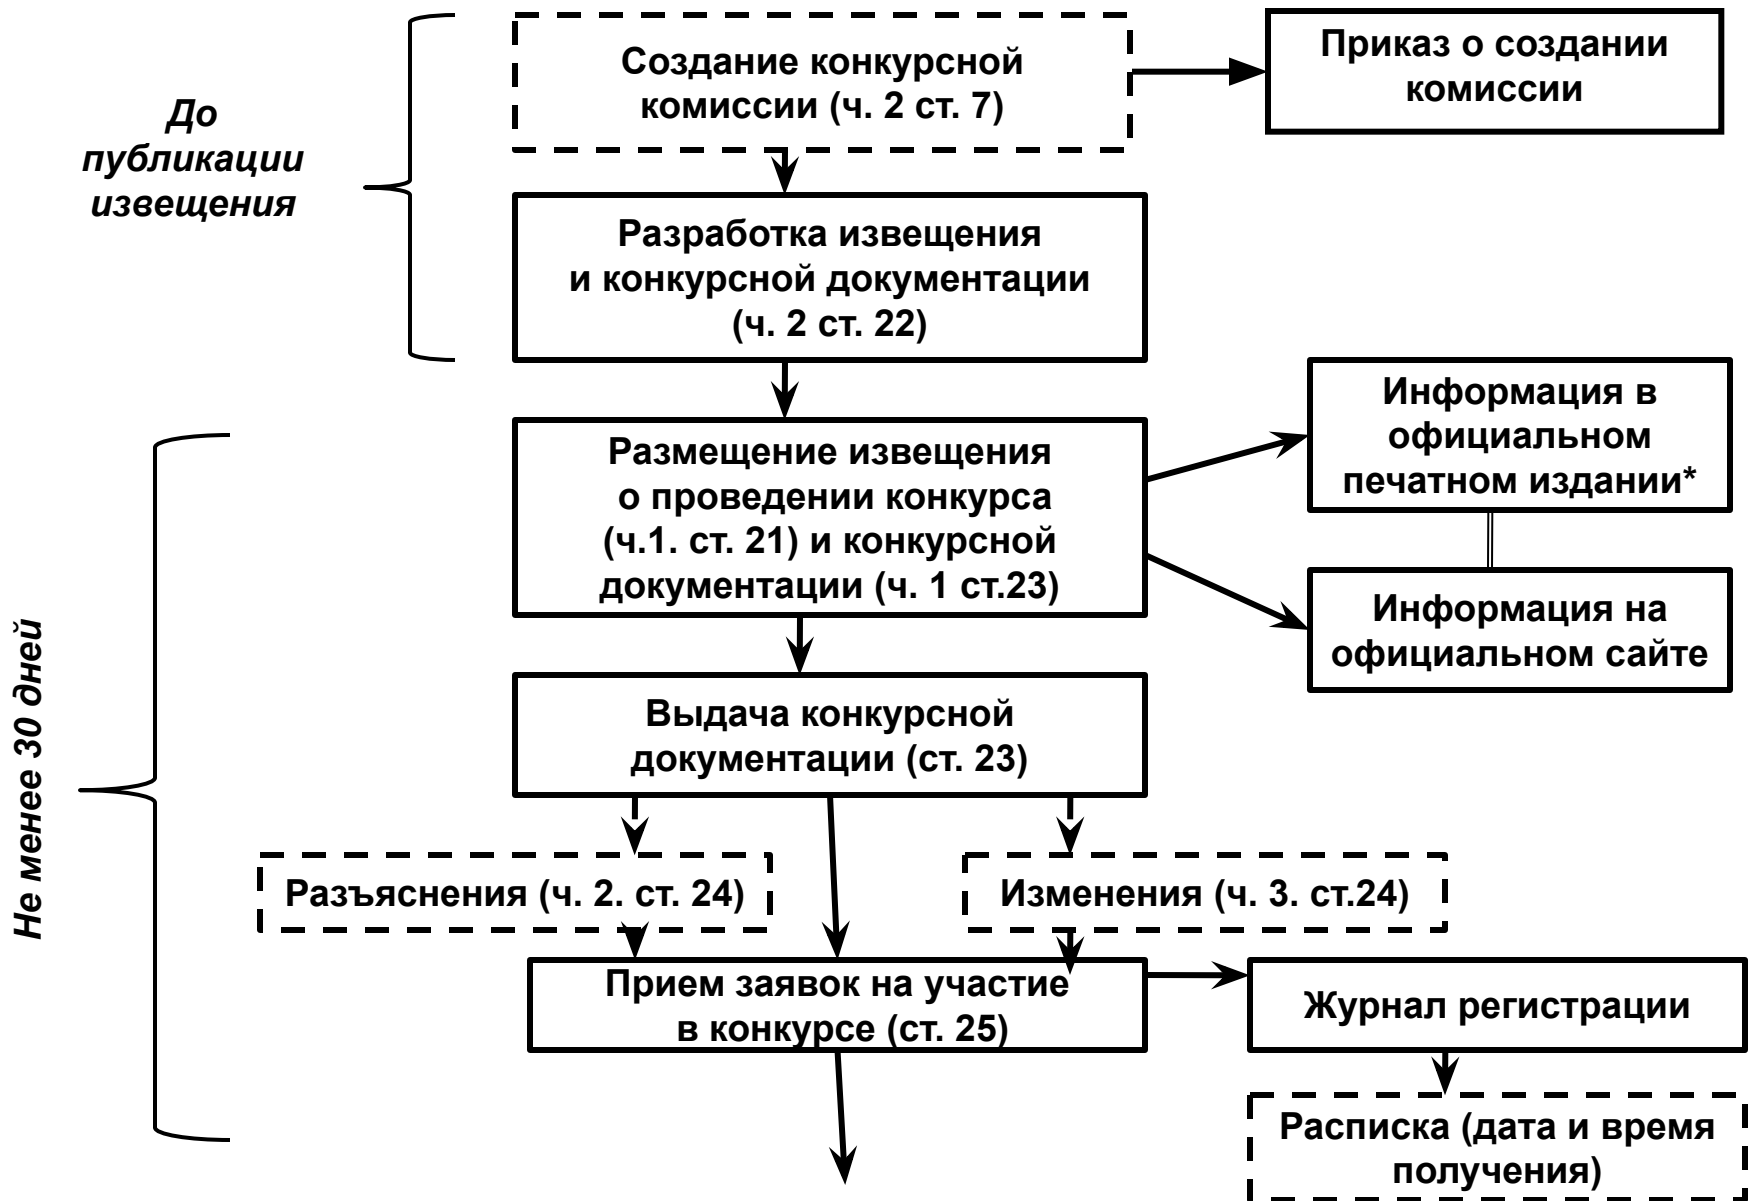 Создание конкурсной
комиссии (ч. 2 ст. 7)
Приказ о создании
комиссии
До
публикации
извещения
Разработка извещения
и конкурсной документации
(ч. 2 ст. 22)
Размещение извещения
о проведении конкурса
(ч.1. ст. 21) и конкурсной
документации (ч. 1 ст.23)
Информация в
официальном
печатном издании*
Информация на
официальном сайте
Не менее 30 дней
Выдача конкурсной
документации (ст. 23)
Разъяснения (ч. 2. ст. 24)
Изменения (ч. 3. ст.24)
Прием заявок на участие
в конкурсе (ст. 25)
Журнал регистрации
Расписка (дата и время
получения)